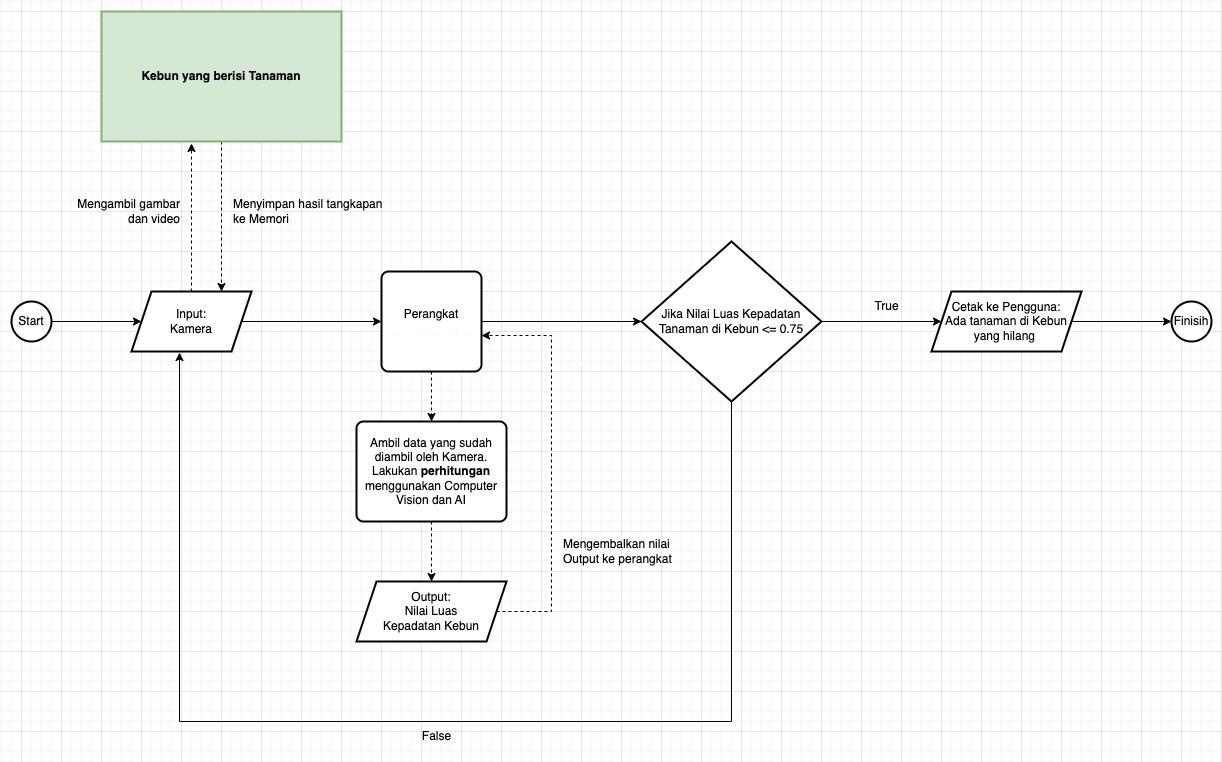 Kebun yang berisi Tanaman
Mengambil gambar
dan video
Menyimpan hasil tangkapan
ke Memori
Start
Input:
Kamera
Perangkat
Jika Nilai Luas Kepadatan
Tanaman di Kebun <= 0.75
True
Cetak ke Pengguna:
Ada tanaman di Kebun
yang hilang
Finisih
Ambil data yang sudah
diambil oleh Kamera.
Lakukan perhitungan
menggunakan Computer
Vision dan AI
Mengembalkan nilai
Output ke perangkat
Output:
Nilai Luas
Kepadatan Kebun
False